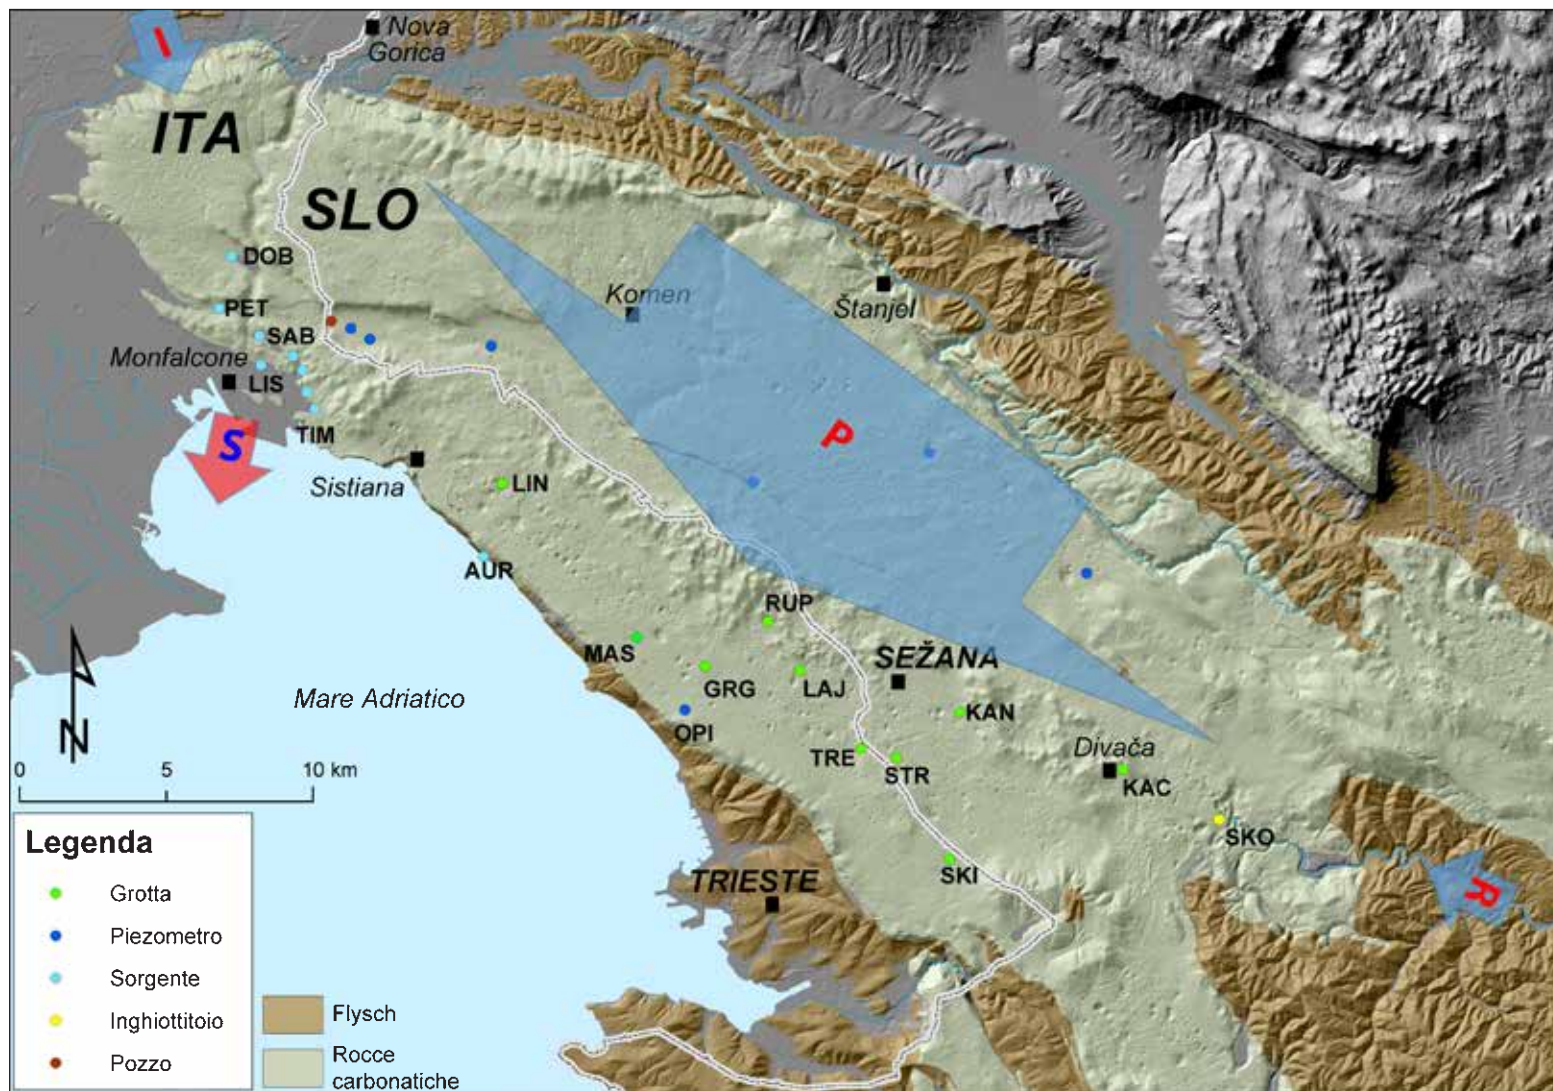 Nova
Gorica
I
ITA
SLO
DOB
PET
SAB
Monfalcone
LIS
TIM
S
Sistiana
LIN
AUR
Komen
Štanjel
P
RUP
MAS
GRG
LAJ
SEŽANA
OPI
KAN
TRE
STR
Divača
KAC
ŠKO
SKI
R
TRIESTE
Mare Adriatico
N
0 5 10 km
Legenda
Grotta
Piezometro
Sorgente
Inghiottitoio
Pozzo
Flysch
Rocce
carbonatiche